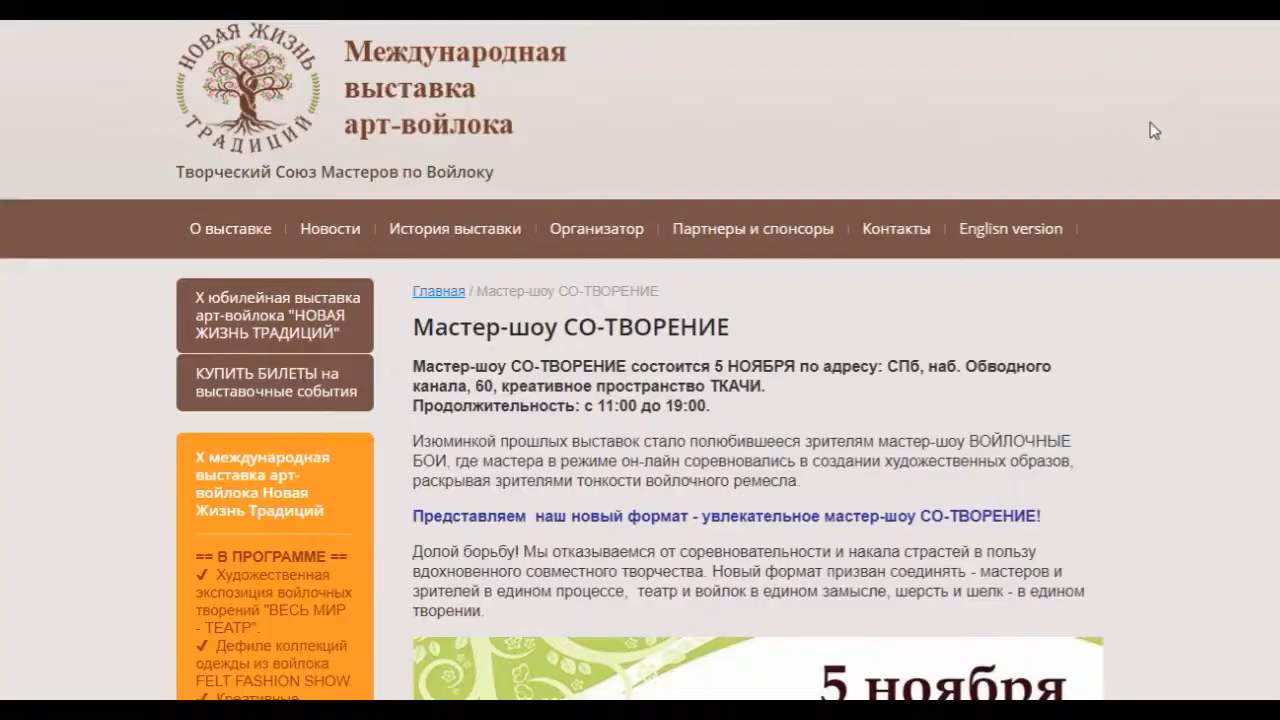 НОВАЯ ЖИЗНЬ
ТРАДИЦИЙ
Международная
выставка
арт-войлока
Творческий Союз Мастеров по Войлоку
О выставке
Новости
История выставки
Организатор
Партнеры и спонсоры
Контакты
Englisn version
X юбилейная выставка
арт-войлока "НОВАЯ
ЖИЗНЬ ТРАДИЦИЙ"
КУПИТЬ БИЛЕТЫ на
выставочные события
X международная
выставка арт-
войлока Новая
Жизнь Традиций
== В ПРОГРАММЕ ==
✔ Художественная
экспозиция войлочных
творений "ВЕСЬ МИР
- ТЕАТР".
✔ Дефиле коллекций
одежды из войлока
FELT FASHION SHOW.
✔ Креативные
Главная / Мастер-шоу СО-ТВОРЕНИЕ
Мастер-шоу СО-ТВОРЕНИЕ
Мастер-шоу СО-ТВОРЕНИЕ состоится 5 НОЯБРЯ по адресу: СПб, наб. Обводного
канала, 60, креативное пространство ТКАЧИ.
Продолжительность: с 11:00 до 19:00.
Изюминкой прошлых выставок стало полюбившееся зрителям мастер-шоу ВОЙЛОЧНЫЕ
БОИ, где мастера в режиме он-лайн соревновались в создании художественных образов,
раскрывая зрителями тонкости войлочного ремесла.
Представляем наш новый формат - увлекательное мастер-шоу СО-ТВОРЕНИЕ!
Долой борьбу! Мы отказываемся от соревновательности и накала страстей в пользу
вдохновенного совместного творчества. Новый формат призван соединять - мастеров и
зрителей в едином процессе, театр и войлок в едином замысле, шерсть и шелк - в едином
творении.
5 ноября